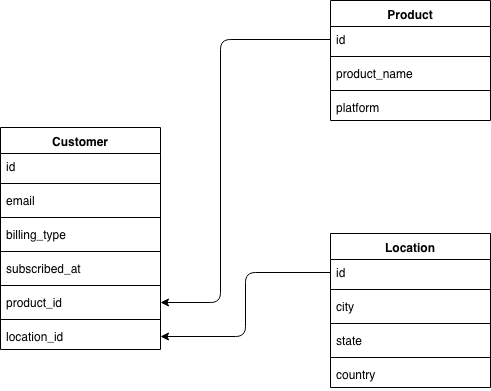 Product
id
product_name
platform
Customer
id
email
billing_type
subscribed_at
product_id
location_id
Location
id
city
state
country